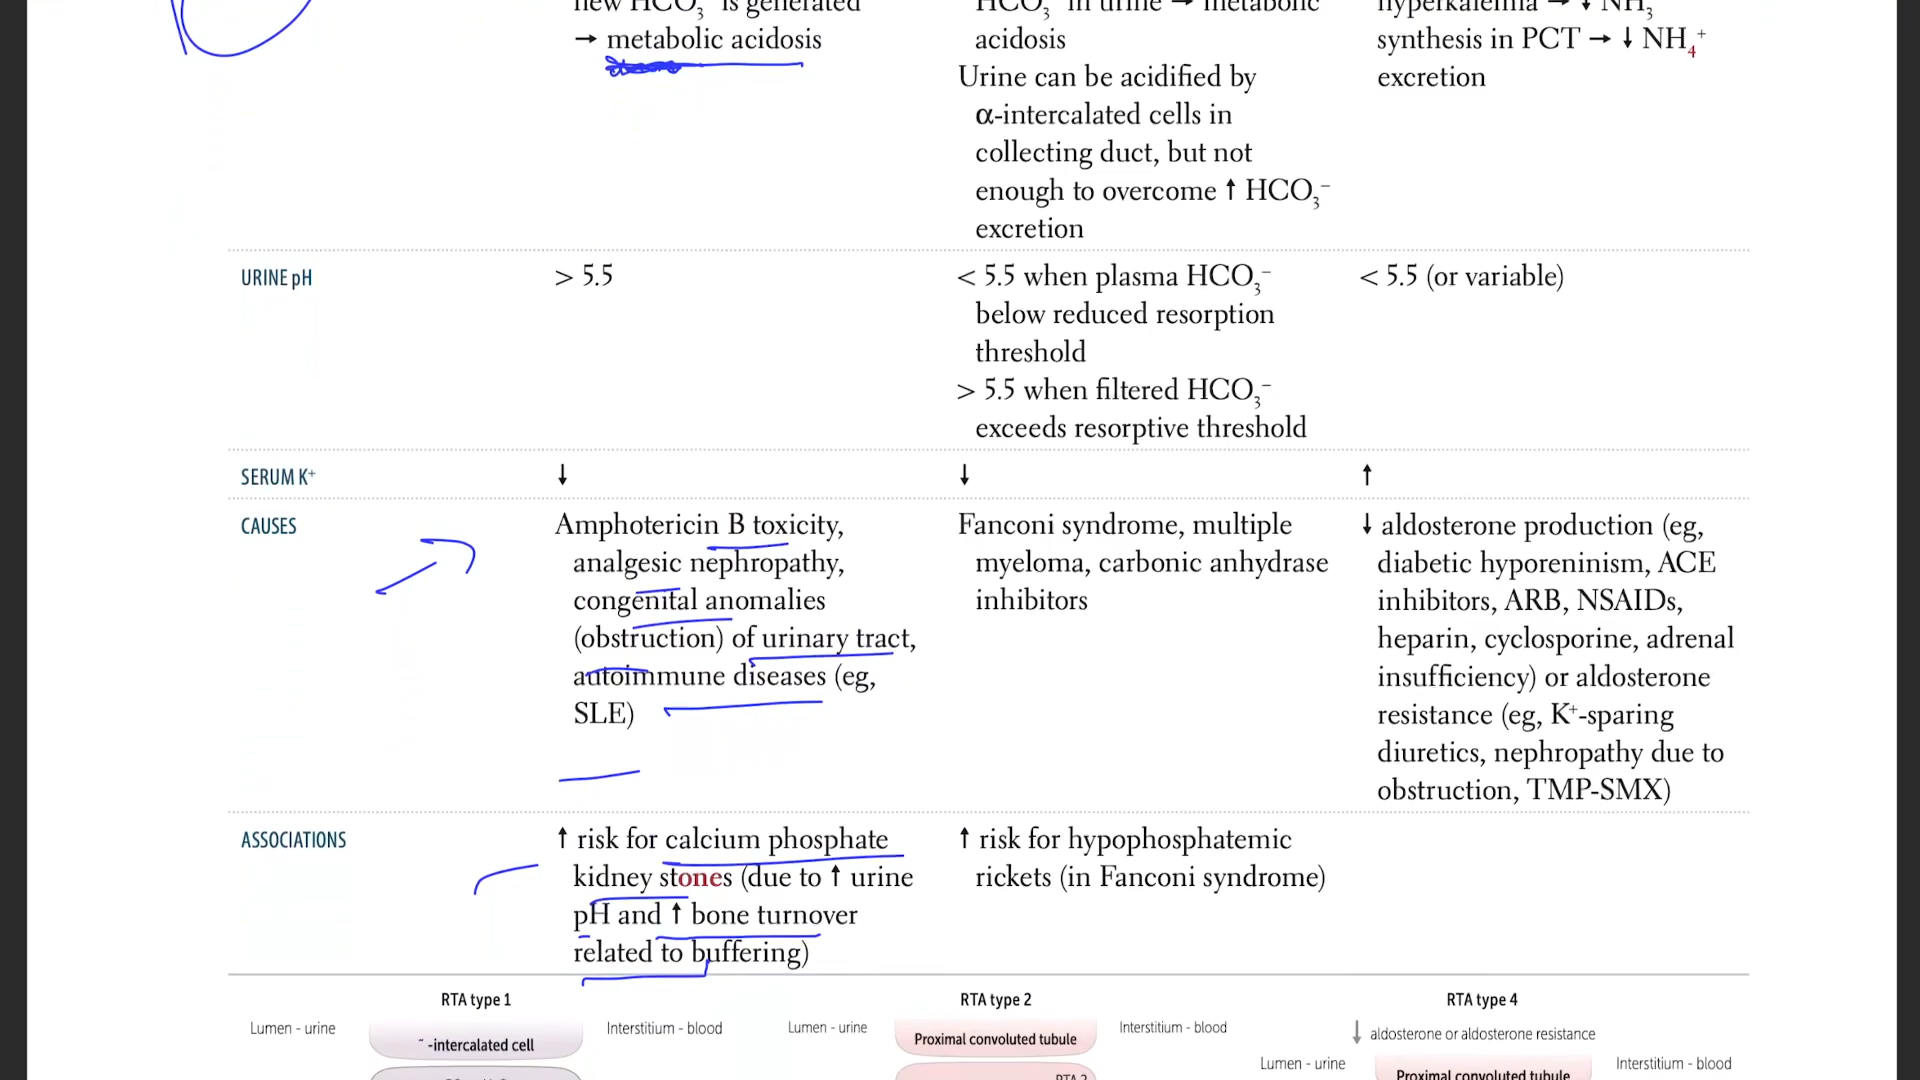 new HCO3⁻ is generated
→ metabolic acidosis
HCO3⁻ in urine → metabolic
acidosis
Urine can be acidified by
α-intercalated cells in
collecting duct, but not
enough to overcome ↑ HCO3⁻
excretion
hyperkalemia → ↓ NH3
synthesis in PCT → ↓ NH4⁺
excretion
URINE pH
> 5.5
< 5.5 when plasma HCO3⁻
below reduced resorption
threshold
> 5.5 when filtered HCO3⁻
exceeds resorptive threshold
< 5.5 (or variable)
SERUM K⁺
↓
↓
↑
CAUSES
Amphotericin B toxicity,
analgesic nephropathy,
congenital anomalies
(obstruction) of urinary tract,
autoimmune diseases (eg,
SLE)
Fanconi syndrome, multiple
myeloma, carbonic anhydrase
inhibitors
↓ aldosterone production (eg,
diabetic hyporeninism, ACE
inhibitors, ARB, NSAIDs,
heparin, cyclosporine, adrenal
insufficiency) or aldosterone
resistance (eg, K⁺-sparing
diuretics, nephropathy due to
obstruction, TMP-SMX)
ASSOCIATIONS
↑ risk for calcium phosphate
kidney stones (due to ↑ urine
pH and ↑ bone turnover
related to buffering)
↑ risk for hypophosphatemic
rickets (in Fanconi syndrome)
RTA type 1
Lumen - urine
-intercalated cell
Interstitium - blood
RTA type 2
Lumen - urine
Proximal convoluted tubule
Interstitium - blood
RTA 2
RTA type 4
↓ aldosterone or aldosterone resistance
Lumen - urine
Proximal convoluted tubule
Interstitium - blood